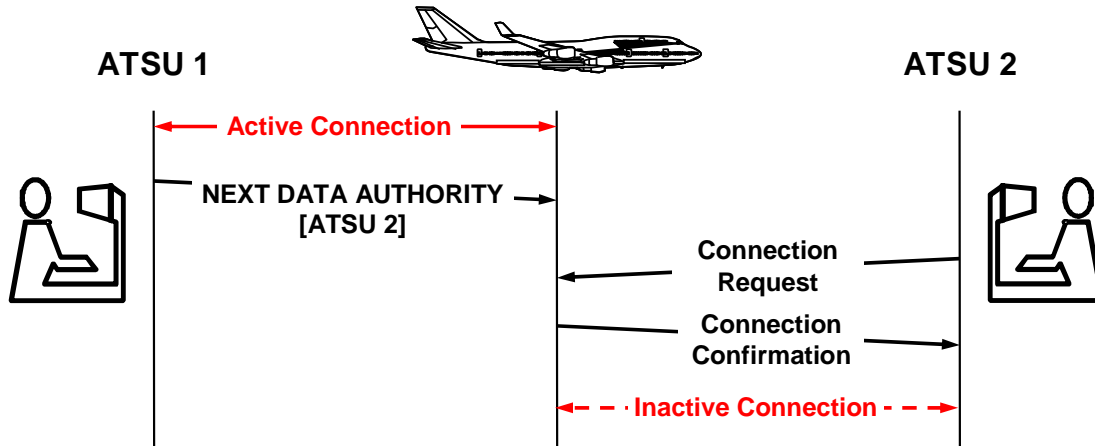 ATSU 1
ATSU 2
Active Connection
NEXT DATA AUTHORITY
[ATSU 2]
Connection
Request
Connection
Confirmation
Inactive Connection